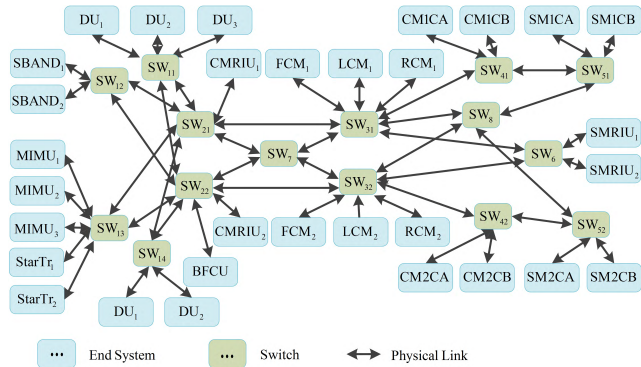 DU₁
DU₂
DU₃
CM1CA
CM1CB
SM1CA
SM1CB
SBAND₁
SW₁₁
CMRIU₁
FCM₁
LCM₁
RCM₁
SW₄₁
SW₅₁
SW₁₂
SBAND₂
SW₂₁
SW₃₁
SW₈
SMRIU₁
MIMU₁
SW₇
SW₆
SMRIU₂
MIMU₂
SW₂₂
SW₃₂
SW₄₂
SW₅₂
MIMU₃
SW₁₃
CMRIU₂
FCM₂
LCM₂
RCM₂
StarTr₁
SW₁₄
BFCU
CM2CA
CM2CB
SM2CA
SM2CB
StarTr₂
DU₁
DU₂
... End System
... Switch
Physical Link